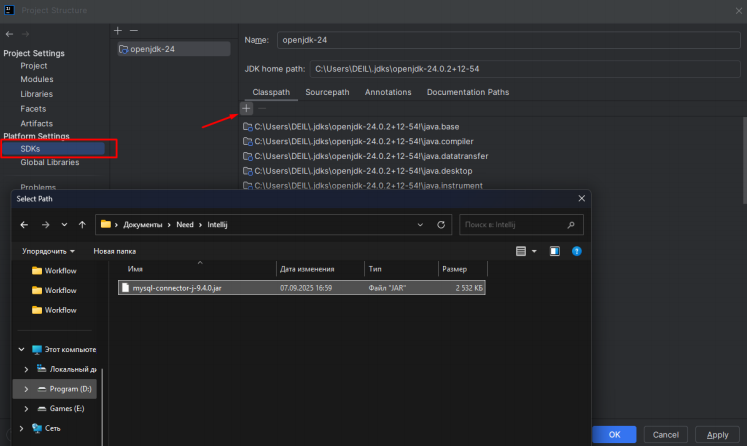 Project Structure
Project Settings
Project
Modules
Libraries
Facets
Artifacts
Platform Settings
SDKs
Global Libraries
Problems
openjdk-24
Name: openjdk-24
JDK home path: C:\Users\DEIL\.jdks\openjdk-24.0.2+12-54
Classpath Sourcepath Annotations Documentation Paths
C:\Users\DEIL\.jdks\openjdk-24.0.2+12-54!\java.base
C:\Users\DEIL\.jdks\openjdk-24.0.2+12-54!\java.compiler
C:\Users\DEIL\.jdks\openjdk-24.0.2+12-54!\java.datatransfer
C:\Users\DEIL\.jdks\openjdk-24.0.2+12-54!\java.desktop
C:\Users\DEIL\.jdks\openjdk-24.0.2+12-54!\java.instrument
Select Path
Документы > Need > Intellij
Поиск в: Intellij
Упорядочить Новая папка
Имя Дата изменения Тип Размер
mysql-connector-j-9.4.0.jar 07.09.2025 16:59 Файл "JAR" 2 532 КБ
Workflow
Workflow
Workflow
Этот компьюте
Локальный ди
Program (D:)
Games (E:)
Сеть
OK Cancel Apply